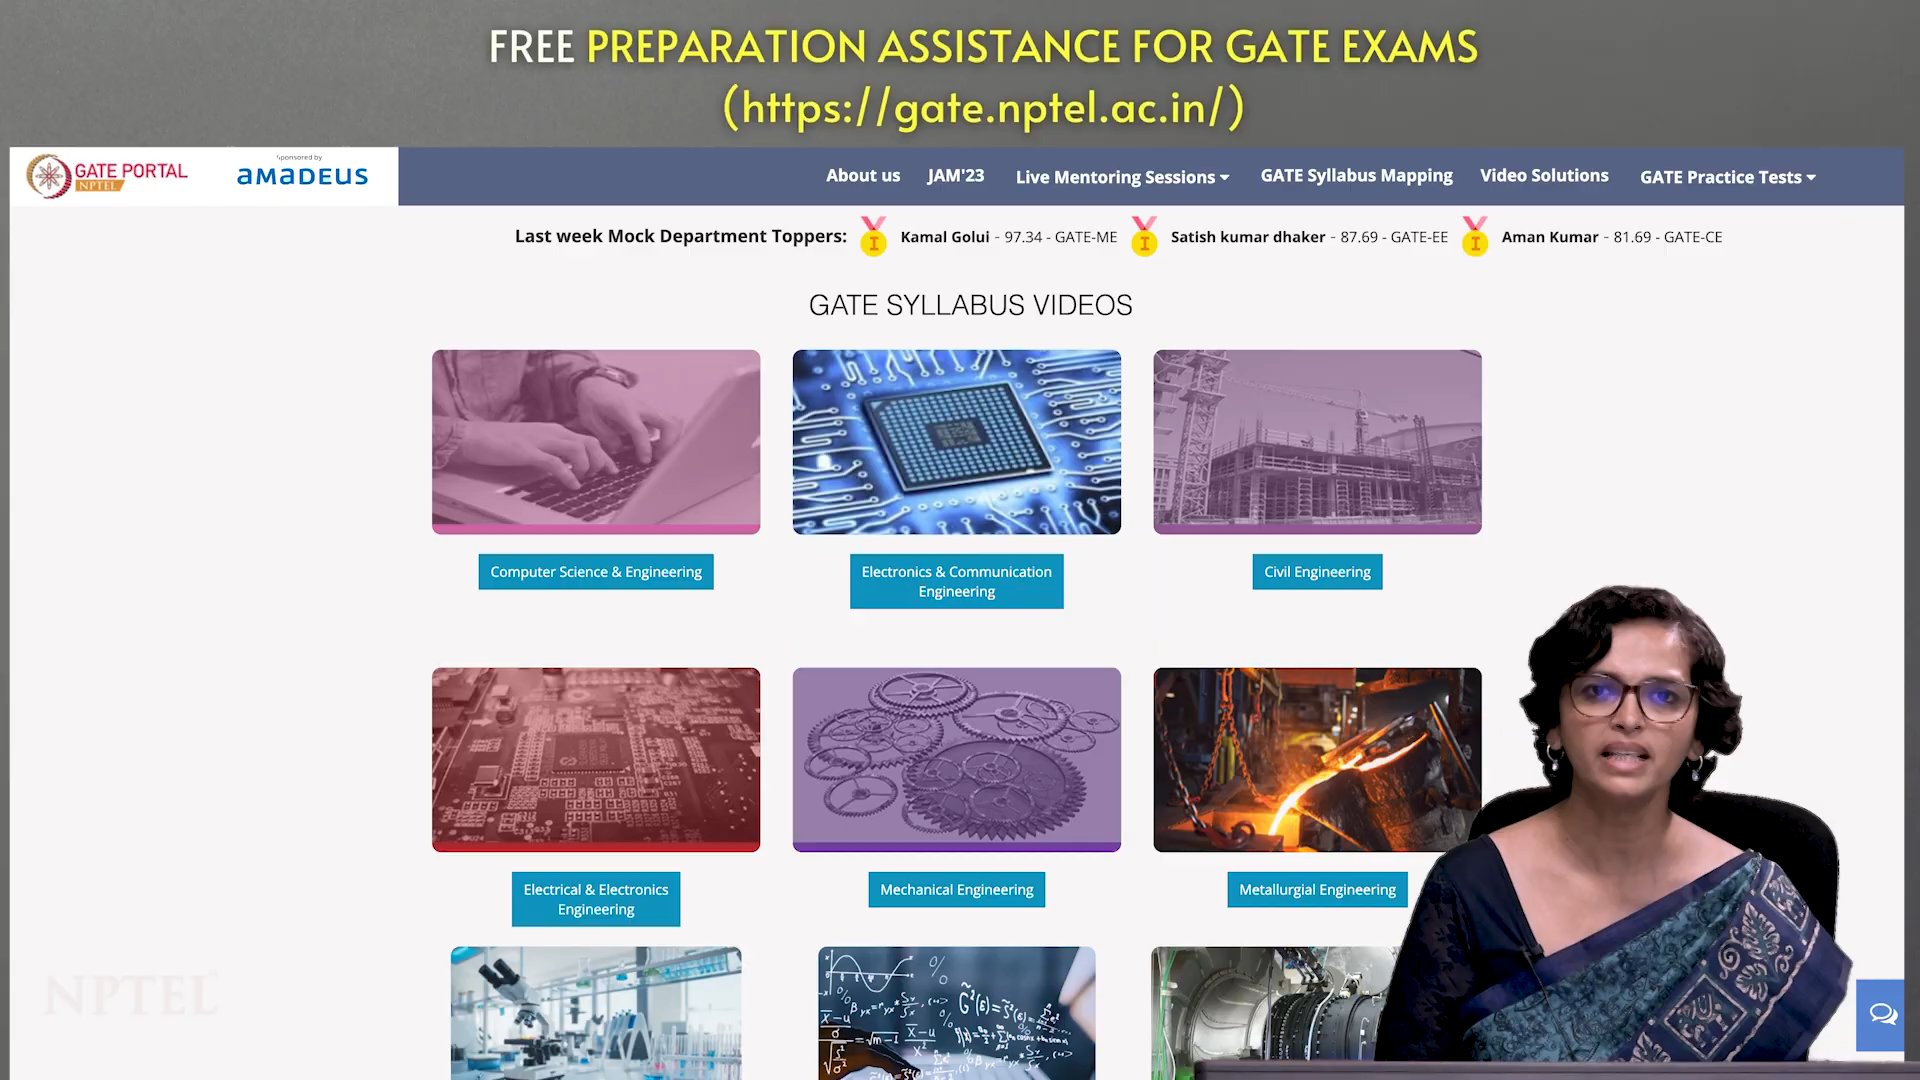 FREE PREPARATION ASSISTANCE FOR GATE EXAMS
(https://gate.nptel.ac.in/)
GATE PORTAL
NPTEL
Sponsored by
amadeus
About us
JAM'23
Live Mentoring Sessions
GATE Syllabus Mapping
Video Solutions
GATE Practice Tests
Last week Mock Department Toppers:
Kamal Golui - 97.34 - GATE-ME
Satish kumar dhaker - 87.69 - GATE-EE
Aman Kumar - 81.69 - GATE-CE
GATE SYLLABUS VIDEOS
Computer Science & Engineering
Electronics & Communication
Engineering
Civil Engineering
Electrical & Electronics
Engineering
Mechanical Engineering
Metallurgial Engineering
NPTEL